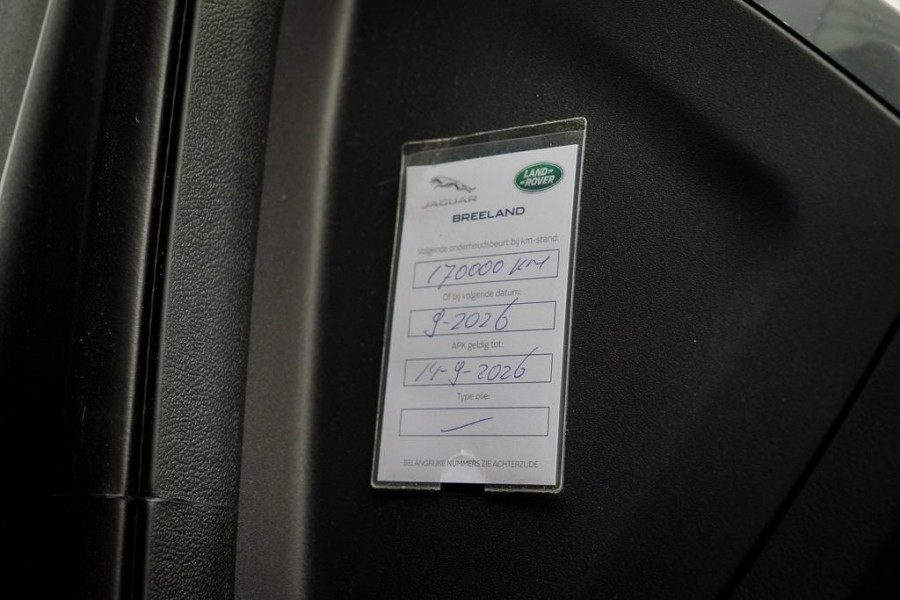 JAGUAR
LAND
ROVER
BREELAND
Volgende onderhoudsbeurt bij km-stand:
170000 KM
Of bij volgende datum:
9-2026
APK geldig tot:
14-9-2026
Type olie:
BELANGRIJKE NUMMERS ZIE ACHTERZIJDE